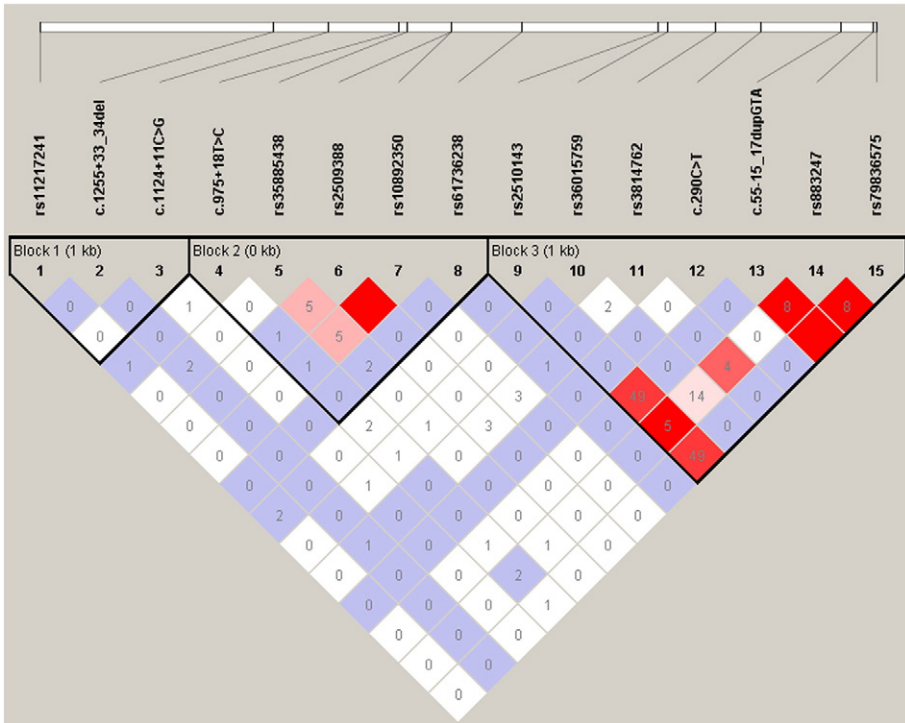 rs11217241
c.1255+33_34del
c.1124+11C>G
c.975+18T>C
rs35885438
rs2509388
rs10892350
rs61736238
rs2510143
rs36015759
rs3814762
c.290C>T
c.55-15_17dupGTA
rs883247
rs79836575
Block 1 (1 kb) Block 2 (0 kb) Block 3 (1 kb)
1 2 3 4 5 6 7 8 9 10 11 12 13 14 15
0 0 1 0 5 0 0 0 2 0 0 8 8
0 0 0 1 5 0 0 0 0 0 0 0
1 2 0 1 2 0 0 1 0 0 4 0
0 0 0 0 0 0 3 0 49 14 0
0 0 0 2 1 3 0 0 5 0
0 0 0 1 0 0 0 0 49
0 0 1 0 0 0 0 0
2 0 0 0 0 0 0
0 1 0 1 1 0
0 0 0 2 0
0 0 0 1
0 0 0
0 0
0